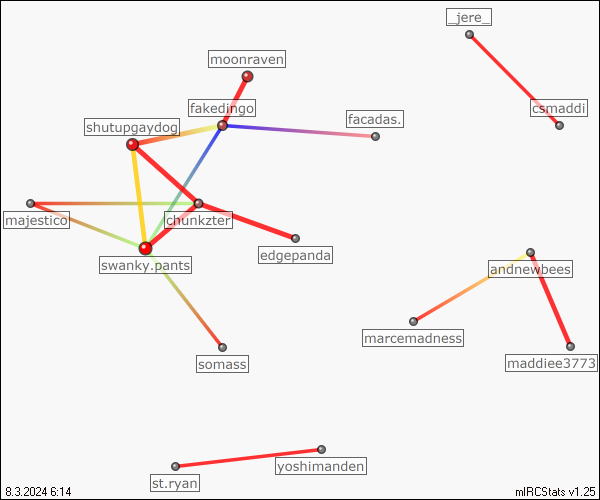 _jere_
moonraven
csmaddi
fakedingo
facadas.
shutupgaydog
majestico
chunkzter
edgepanda
swanky.pants
andnewbees
marcemadness
somass
maddiee3773
yoshimanden
st.ryan
8.3.2024 6:14
mIRCStats v1.25